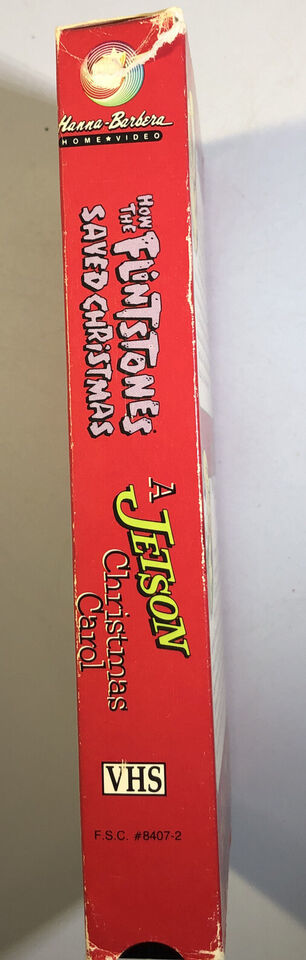 Hanna-Barbera
HOME★VIDEO
HOW
THE
FLINTSTONES
SAVED CHRISTMAS
A
JETSON
Christmas
Carol
VHS
F.S.C. #8407-2